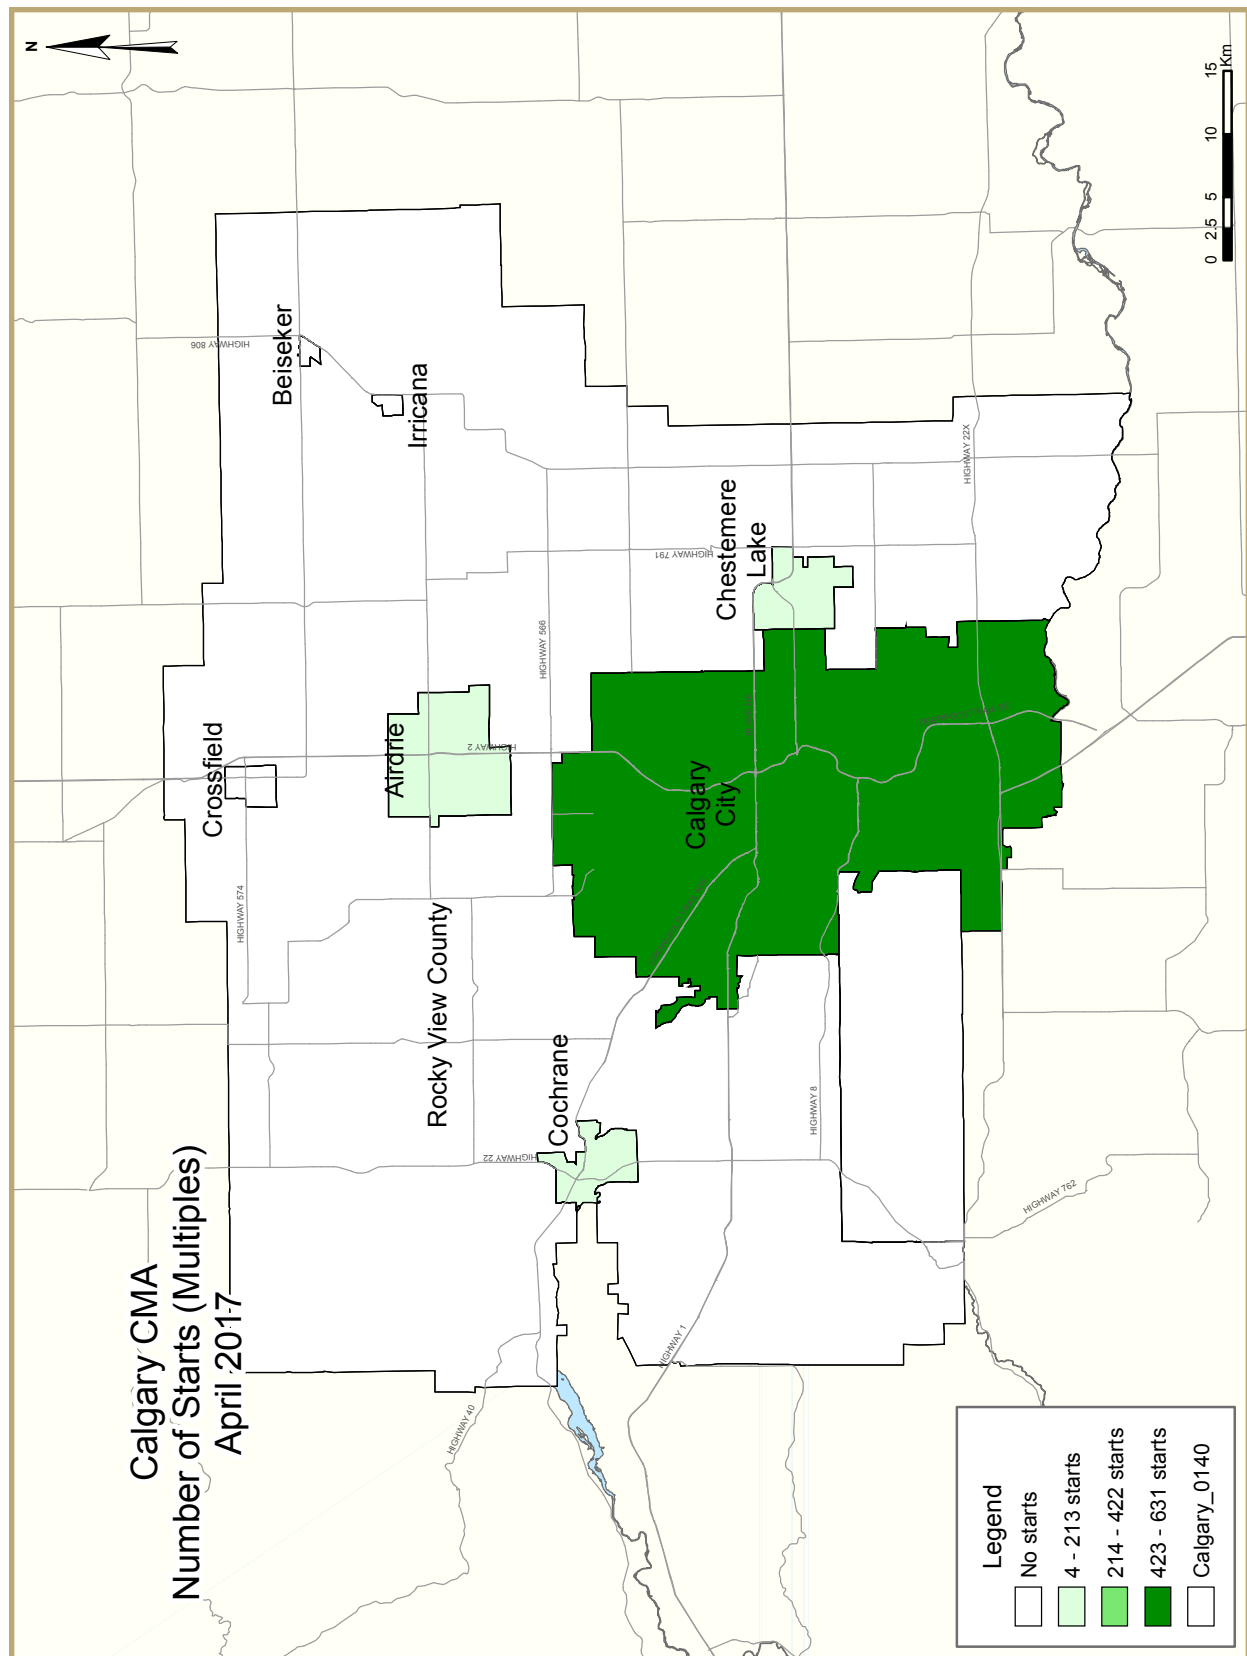 Calgary CMA
Number of Starts (Multiples)
April 2017
N
Beiseker
Irricana
Crossfield
Airdrie
Rocky View County
Cochrane
Chestemere
Lake
Calgary
City
HIGHWAY 806
HIGHWAY 574
HIGHWAY 566
HIGHWAY 2
HIGHWAY 791
HIGHWAY 22X
HIGHWAY 22
HIGHWAY 8
HIGHWAY 762
HIGHWAY 1
HIGHWAY 40
Legend
No starts
4 - 213 starts
214 - 422 starts
423 - 631 starts
Calgary_0140
0 2.5 5 10 15
Km